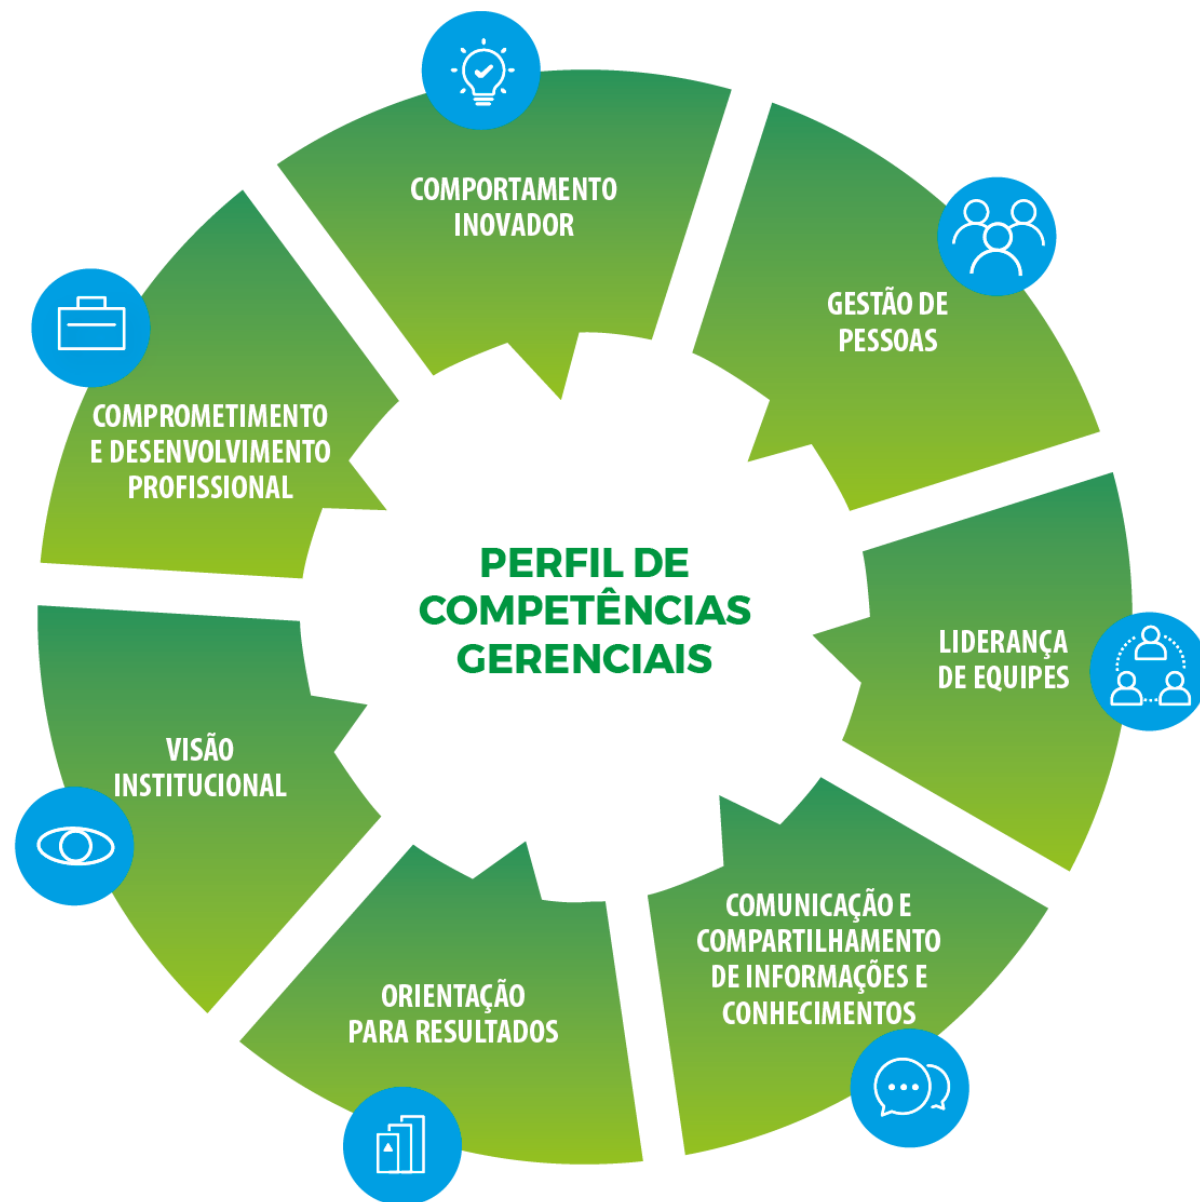 COMPORTAMENTO
INOVADOR
GESTÃO DE
PESSOAS
LIDERANÇA
DE EQUIPES
COMUNICAÇÃO E
COMPARTILHAMENTO
DE INFORMAÇÕES E
CONHECIMENTOS
ORIENTAÇÃO
PARA RESULTADOS
VISÃO
INSTITUCIONAL
COMPROMETIMENTO
E DESENVOLVIMENTO
PROFISSIONAL
PERFIL DE
COMPETÊNCIAS
GERENCIAIS